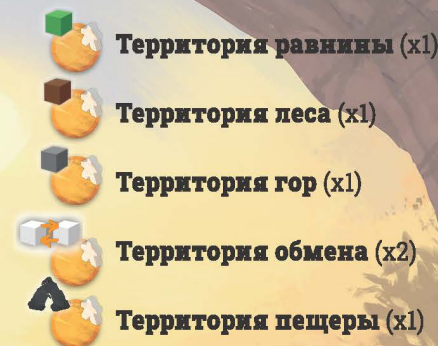 Территория равнины (x1)
Территория леса (x1)
Территория гор (x1)
Территория обмена (x2)
Территория пещеры (x1)